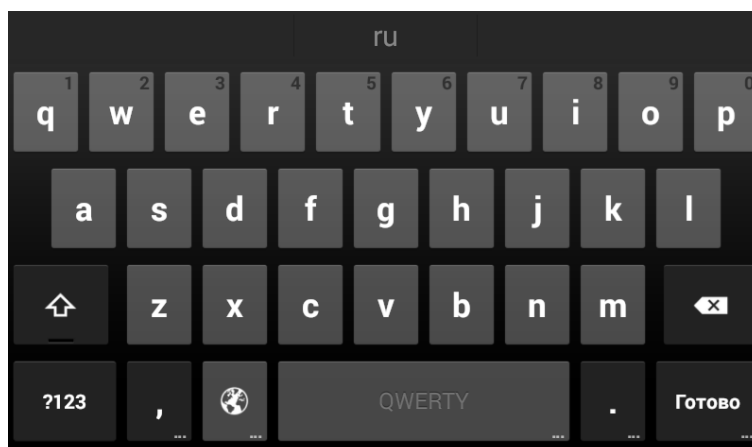 ru
1 2 3 4 5 6 7 8 9 0
q w e r t y u i o p
a s d f g h j k l
z x c v b n m
?123 , QWERTY . Готово